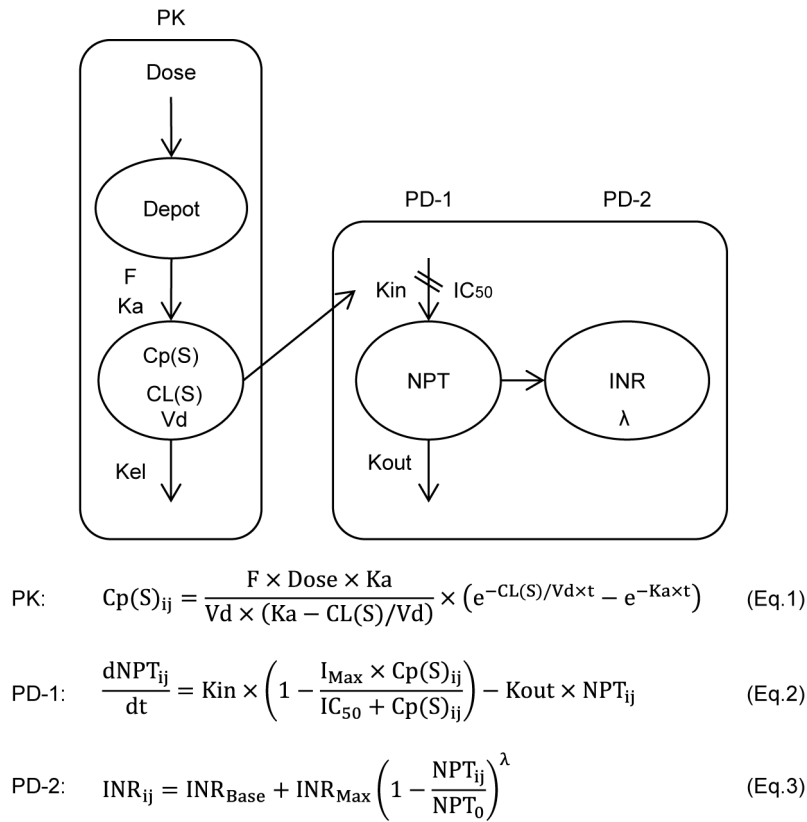 PK
Dose
Depot
F
Ka
Cp(S)
CL(S)
Vd
Kel
PD-1 PD-2
Kin IC50
NPT INR
λ
Kout
PK: Cp(S)ij = F × Dose × Ka / Vd × (Ka − CL(S)/Vd) × (e^−CL(S)/Vd×t − e^−Ka×t) (Eq.1)
PD-1: dNPTij / dt = Kin × (1 − IMax × Cp(S)ij / IC50 + Cp(S)ij) − Kout × NPTij (Eq.2)
PD-2: INRij = INRBase + INRMax (1 − NPTij / NPT0)^λ (Eq.3)